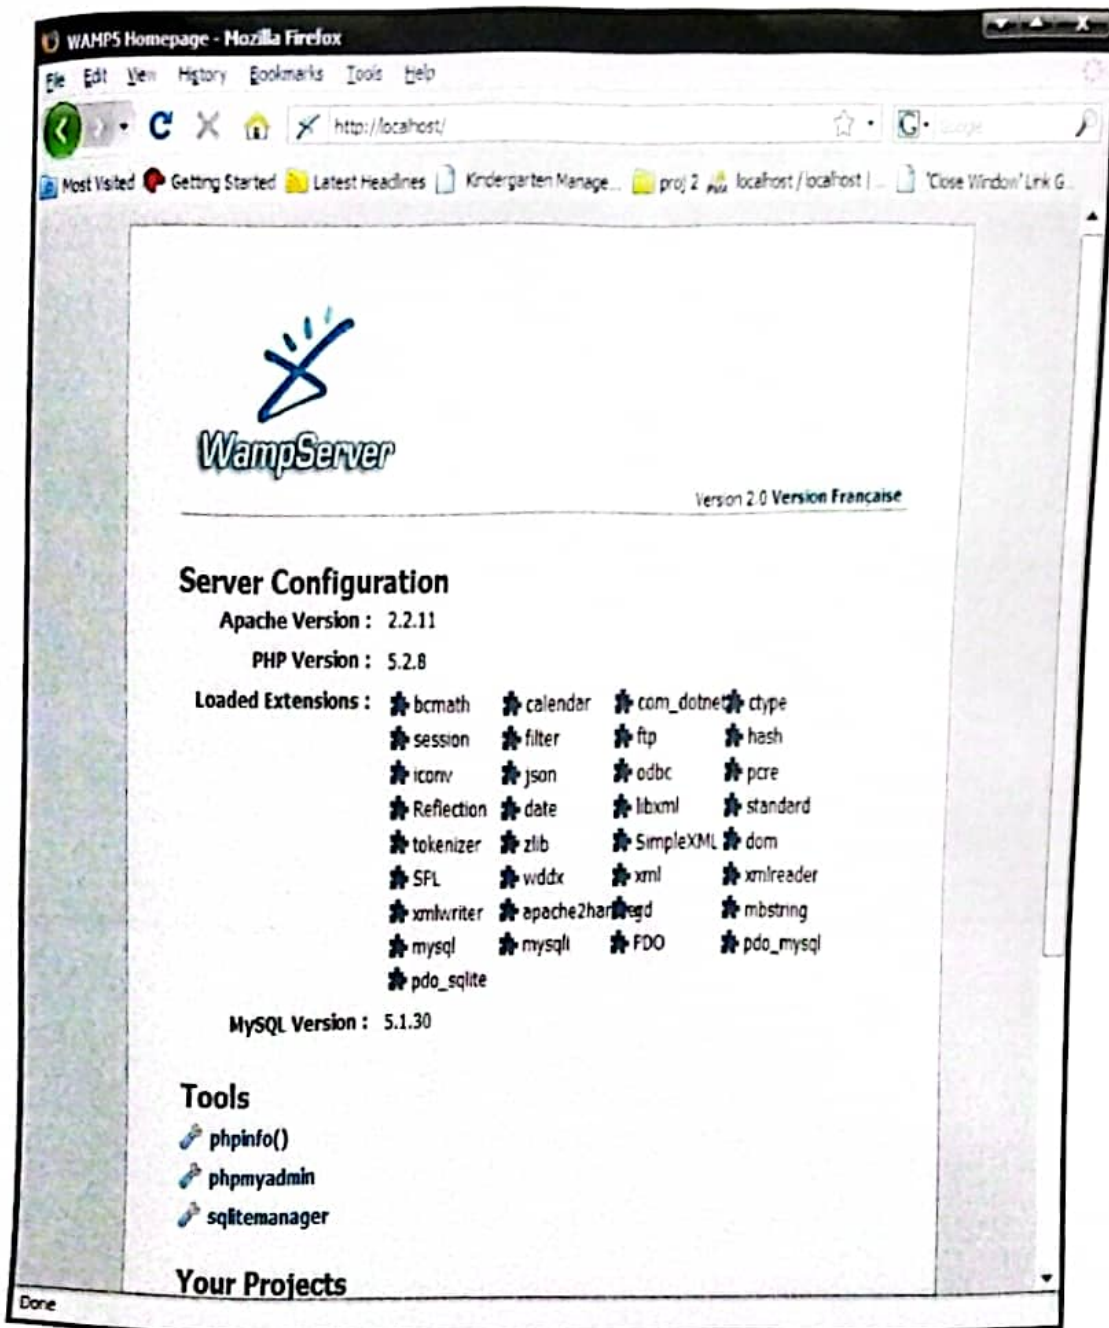 WAMP5 Homepage - Mozilla Firefox
File Edit View History Bookmarks Tools Help
http://localhost/
Most Visited Getting Started Latest Headlines Kindergarten Manage... proj 2 localhost / localhost | ... 'Close Window' Link G...
WampServer
Version 2.0 Version Française
Server Configuration
Apache Version : 2.2.11
PHP Version : 5.2.8
Loaded Extensions : bcmath calendar com_dotnet ctype
session filter ftp hash
iconv json odbc pcre
Reflection date libxml standard
tokenizer zlib SimpleXML dom
SPL wddx xml xmlreader
xmlwriter apache2han gd mbstring
mysql mysqli PDO pdo_mysql
pdo_sqlite
MySQL Version : 5.1.30
Tools
phpinfo()
phpmyadmin
sqlitemanager
Your Projects
Done